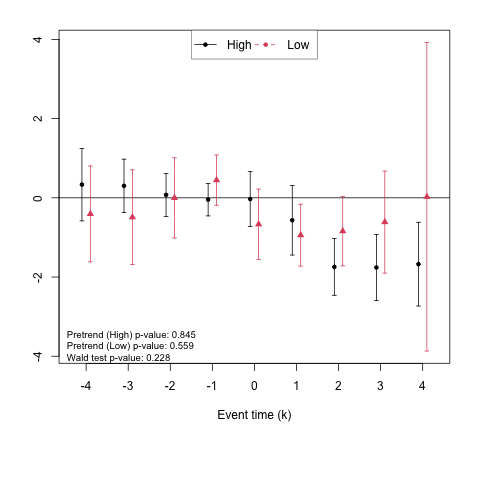 High Low
4
2
0
-2
-4
Pretrend (High) p-value: 0.845
Pretrend (Low) p-value: 0.559
Wald test p-value: 0.228
-4 -3 -2 -1 0 1 2 3 4
Event time (k)